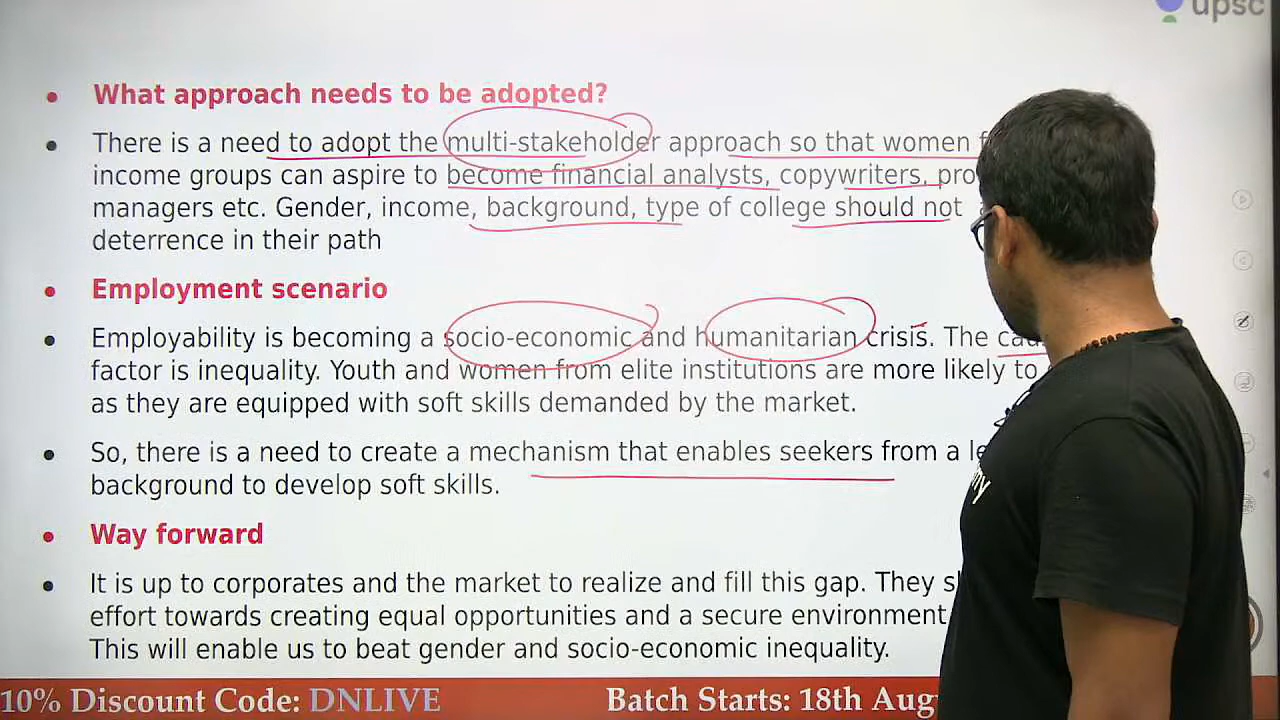 upsc
What approach needs to be adopted?
There is a need to adopt the multi-stakeholder approach so that women
income groups can aspire to become financial analysts, copywriters,
managers etc. Gender, income, background, type of college should not
deterrence in their path
Employment scenario
Employability is becoming a socio-economic and humanitarian crisis. The
factor is inequality. Youth and women from elite institutions are more likely to
as they are equipped with soft skills demanded by the market.
So, there is a need to create a mechanism that enables seekers from a
background to develop soft skills.
Way forward
It is up to corporates and the market to realize and fill this gap. They
effort towards creating equal opportunities and a secure environment
This will enable us to beat gender and socio-economic inequality.
10% Discount Code: DNLIVE Batch Starts: 18th